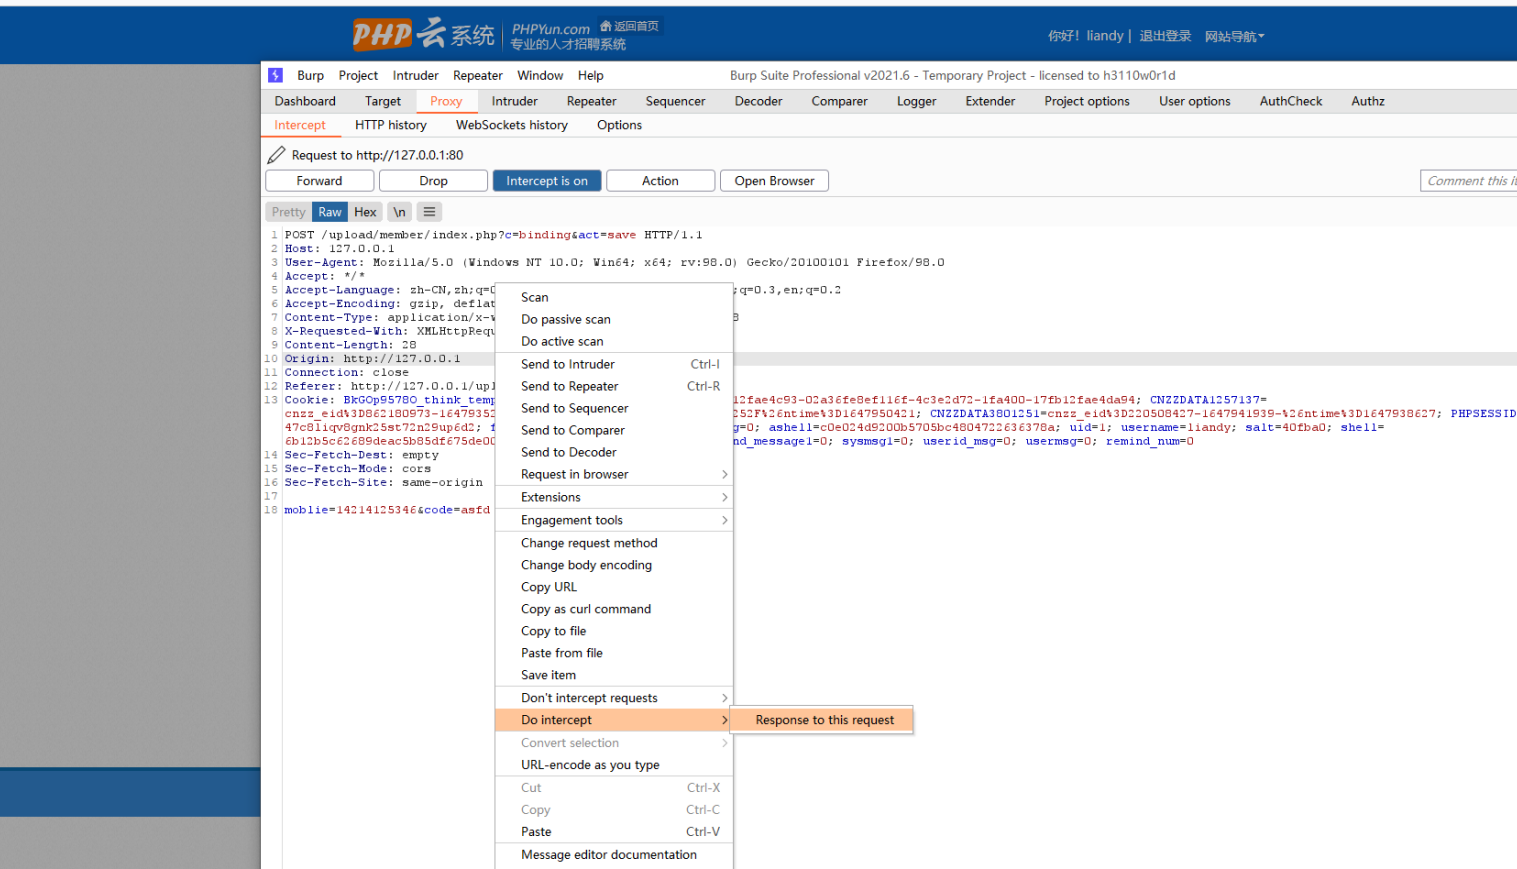 PHP云系统 PHPYun.com 返回首页
专业的人才招聘系统
你好！liandy | 退出登录 网站导航
Burp Project Intruder Repeater Window Help Burp Suite Professional v2021.6 - Temporary Project - licensed to h3110w0r1d
Dashboard Target Proxy Intruder Repeater Sequencer Decoder Comparer Logger Extender Project options User options AuthCheck Authz
Intercept HTTP history WebSockets history Options
Request to http://127.0.0.1:80
Forward Drop Intercept is on Action Open Browser Comment this it
Pretty Raw Hex \n ≡
1 POST /upload/member/index.php?c=binding&act=save HTTP/1.1
2 Host: 127.0.0.1
3 User-Agent: Mozilla/5.0 (Windows NT 10.0; Win64; x64; rv:98.0) Gecko/20100101 Firefox/98.0
4 Accept: */*
5 Accept-Language: zh-CN,zh;q=0 ;q=0.3,en;q=0.2
6 Accept-Encoding: gzip, deflat
7 Content-Type: application/x-w 8
8 X-Requested-With: XMLHttpRequ
9 Content-Length: 28
10 Origin: http://127.0.0.1
11 Connection: close
12 Referer: http://127.0.0.1/upl
13 Cookie: BkGOp9578O_think_temp 12fae4c93-02a36fe8ef116f-4c3e2d72-1fa400-17fb12fae4da94; CNZZDATA1257137=
cnzz_eid%3D862180973-16479352 252F%26ntime%3D1647950421; CNZZDATA3801251=cnzz_eid%3D220508427-1647941939-%26ntime%3D1647938627; PHPSESSID
47c81iqv8gnk25st72n29up6d2; f g=0; ashell=c0e024d9200b5705bc4804722636378a; uid=1; username=liandy; salt=40fba0; shell=
6b12b5c62689deac5b85df675de00 nd_message1=0; sysmsg1=0; userid_msg=0; usermsg=0; remind_num=0
14 Sec-Fetch-Dest: empty
15 Sec-Fetch-Mode: cors
16 Sec-Fetch-Site: same-origin
17
18 moblie=14214125346&code=asfd
Scan
Do passive scan
Do active scan
Send to Intruder Ctrl-I
Send to Repeater Ctrl-R
Send to Sequencer
Send to Comparer
Send to Decoder
Request in browser
Extensions
Engagement tools
Change request method
Change body encoding
Copy URL
Copy as curl command
Copy to file
Paste from file
Save item
Don't intercept requests
Do intercept Response to this request
Convert selection
URL-encode as you type
Cut Ctrl-X
Copy Ctrl-C
Paste Ctrl-V
Message editor documentation